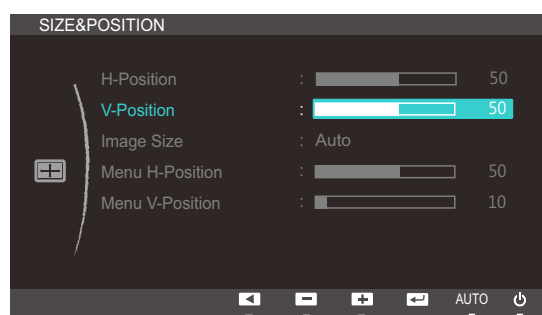 SIZE&POSITION
H-Position : 50
V-Position : 50
Image Size : Auto
Menu H-Position : 50
Menu V-Position : 10
AUTO